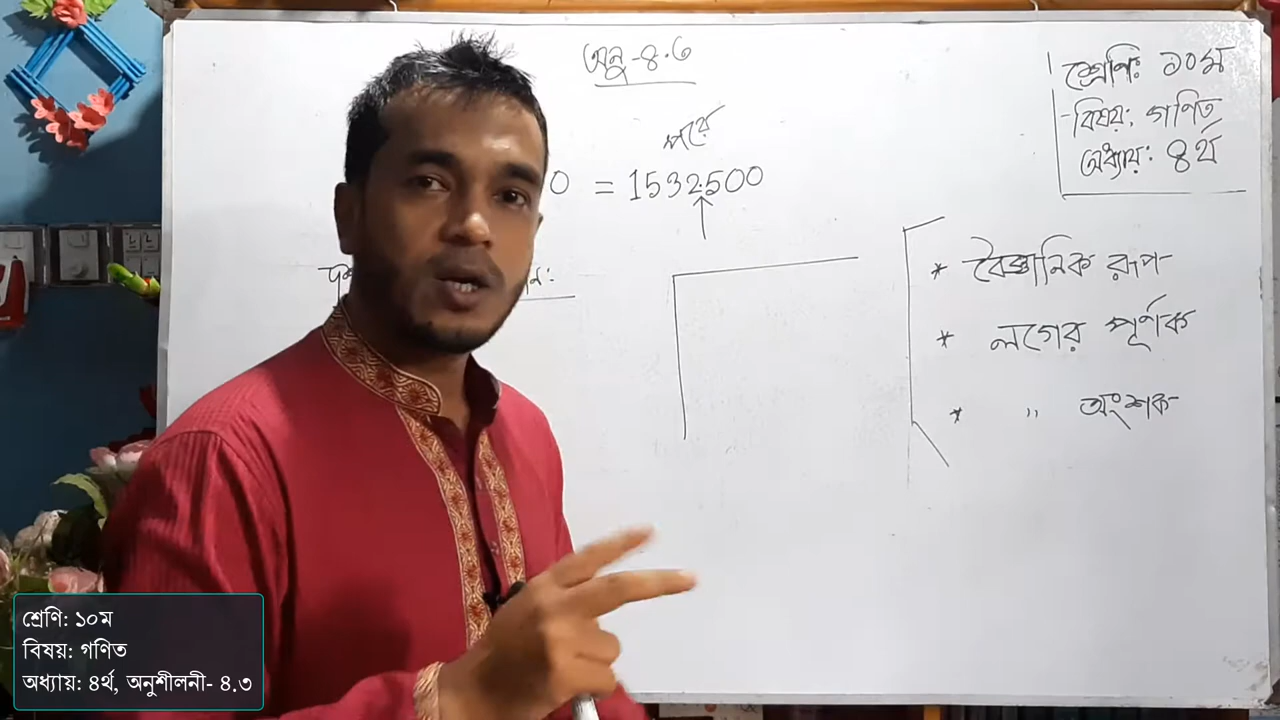 অনু-৪.৩
শ্রেণি: ১০ম
বিষয়: গণিত
অধ্যায়: ৪র্থ
পরে
0 = 1532500
* বৈজ্ঞানিক রূপ
* লগের পূর্ণক
* " অংশক
শ্রেণি: ১০ম
বিষয়: গণিত
অধ্যায়: ৪র্থ, অনুশীলনী- ৪.৩